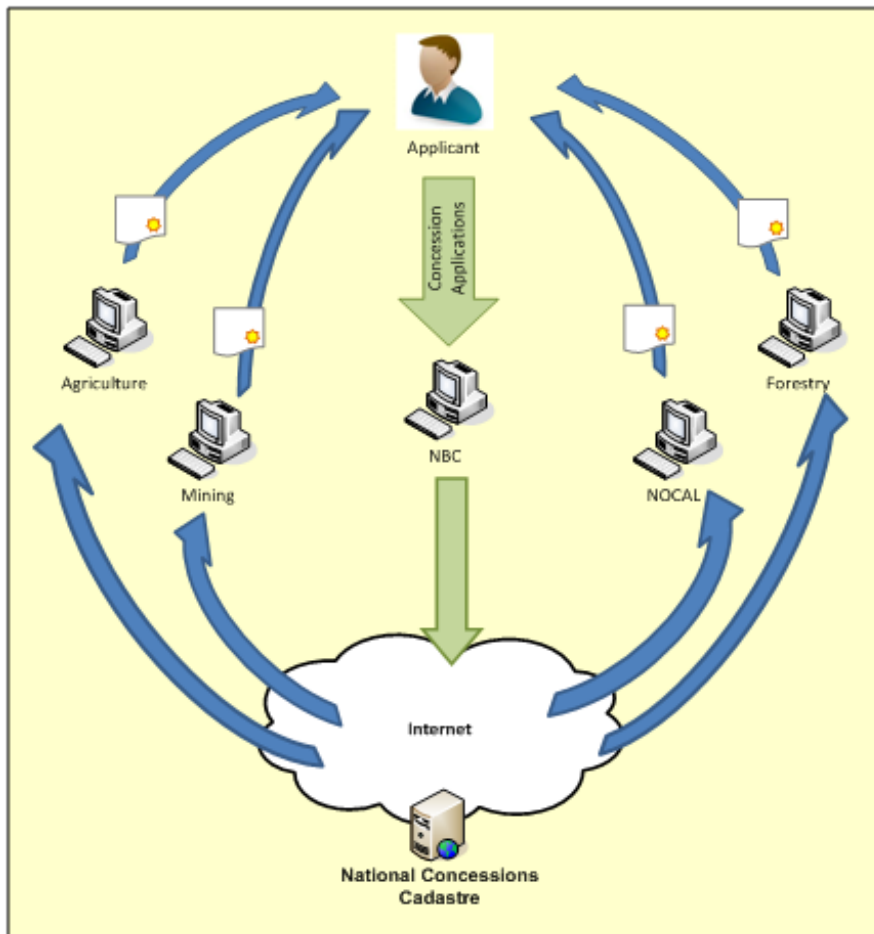 Applicant
Concession
Applications
Agriculture
Forestry
Mining
NBC
NOCAL
Internet
National Concessions
Cadastre